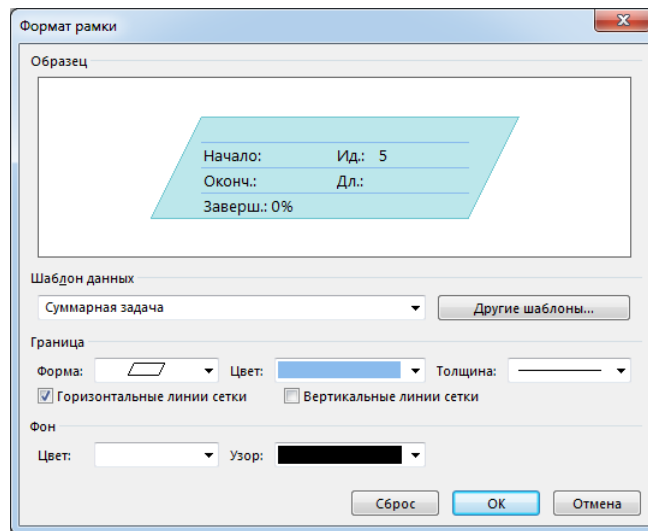 Формат рамки
Образец
Начало: Ид.: 5
Оконч.: Дл.:
Заверш.: 0%
Шаблон данных
Суммарная задача Другие шаблоны...
Граница
Форма: Цвет: Толщина:
Горизонтальные линии сетки Вертикальные линии сетки
Фон
Цвет: Узор:
Сброс ОК Отмена